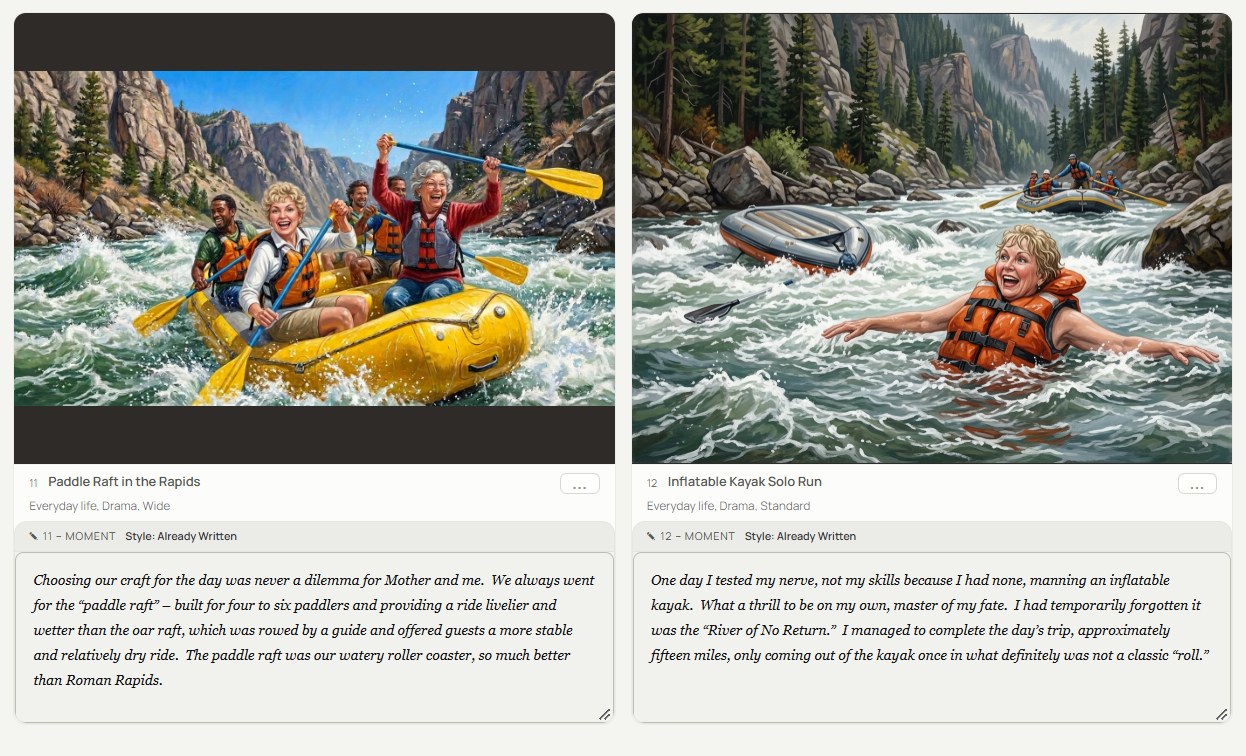 11 Paddle Raft in the Rapids
...
Everyday life, Drama, Wide
11 – MOMENT Style: Already Written
Choosing our craft for the day was never a dilemma for Mother and me. We always went
for the “paddle raft” – built for four to six paddlers and providing a ride livelier and
wetter than the oar raft, which was rowed by a guide and offered guests a more stable
and relatively dry ride. The paddle raft was our watery roller coaster, so much better
than Roman Rapids.
12 Inflatable Kayak Solo Run
...
Everyday life, Drama, Standard
12 – MOMENT Style: Already Written
One day I tested my nerve, not my skills because I had none, manning an inflatable
kayak. What a thrill to be on my own, master of my fate. I had temporarily forgotten it
was the “River of No Return.” I managed to complete the day’s trip, approximately
fifteen miles, only coming out of the kayak once in what definitely was not a classic “roll.”